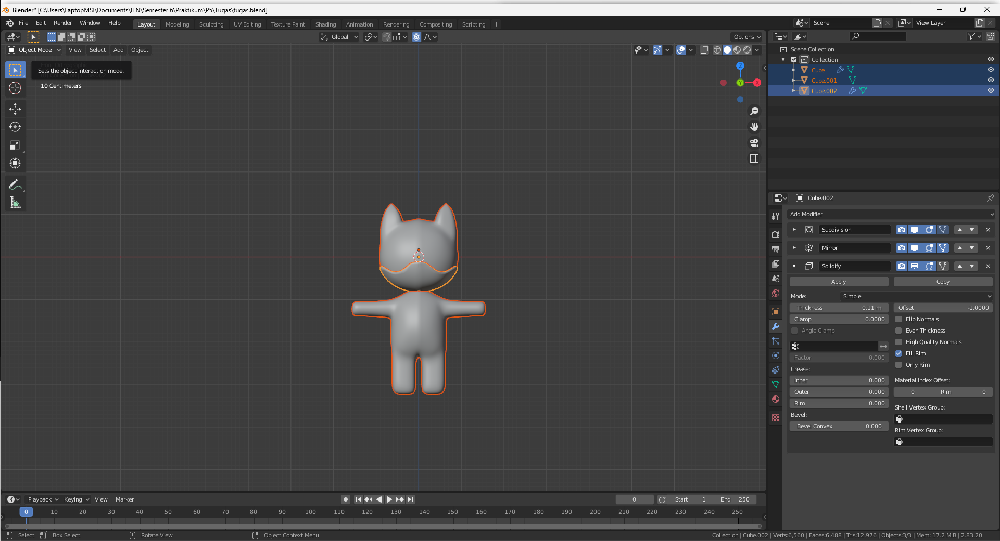 Blender* [C:\Users\LaptopMSI\Documents\ITN\Semester 6\Praktikum\P5\Tugas\tugas.blend]
File Edit Render Window Help
Layout Modeling Sculpting UV Editing Texture Paint Shading Animation Rendering Compositing Scripting +
Scene View Layer
Global Options
Object Mode View Select Add Object
Sets the object interaction mode.
10 Centimeters
Z
Y X
Scene Collection
Collection
Cube
Cube.001
Cube.002
Cube.002
Add Modifier
Subdivision
Mirror
Solidify
Apply Copy
Mode: Simple
Thickness 0.11 m Offset -1.0000
Clamp 0.0000 Flip Normals
Angle Clamp Even Thickness
High Quality Normals
Factor 0.000 Fill Rim
Only Rim
Crease:
Inner 0.000 Material Index Offset:
Outer 0.000 0 Rim 0
Rim 0.000
Shell Vertex Group:
Bevel:
Bevel Convex 0.000
Rim Vertex Group:
Playback Keying View Marker 0 Start 1 End 250
0 10 20 30 40 50 60 70 80 90 100 110 120 130 140 150 160 170 180 190 200 210 220 230 240 250
Select Box Select Rotate View Object Context Menu
Collection | Cube.002 | Verts:6,560 | Faces:6,488 | Tris:12,976 | Objects:3/3 | Mem: 17.2 MiB | 2.83.20